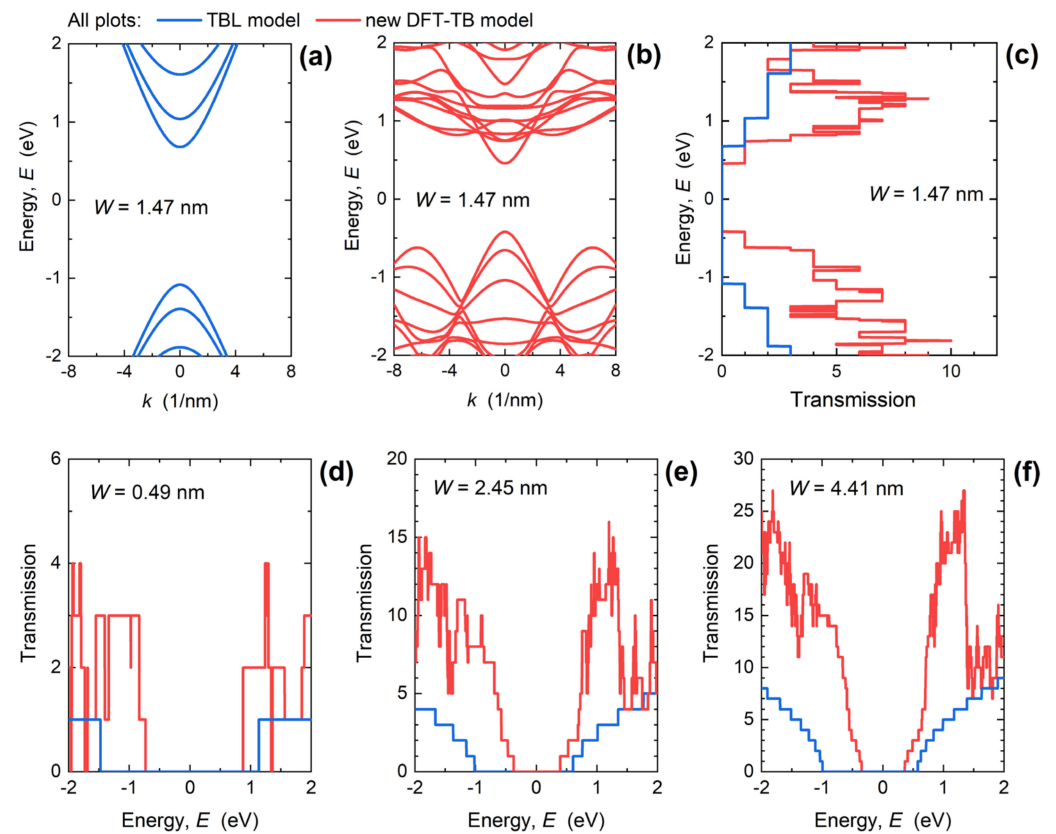 All plots: TBL model new DFT-TB model
(a)
2
1
0
-1
-2
Energy, E (eV)
W = 1.47 nm
-8 -4 0 4 8
k (1/nm)
(b)
2
1
0
-1
-2
Energy, E (eV)
W = 1.47 nm
-8 -4 0 4 8
k (1/nm)
(c)
2
1
0
-1
-2
Energy, E (eV)
W = 1.47 nm
0 5 10
Transmission
(d)
6
4
2
0
Transmission
W = 0.49 nm
-2 -1 0 1 2
Energy, E (eV)
(e)
20
15
10
5
0
Transmission
W = 2.45 nm
-2 -1 0 1 2
Energy, E (eV)
(f)
30
25
20
15
10
5
0
Transmission
W = 4.41 nm
-2 -1 0 1 2
Energy, E (eV)